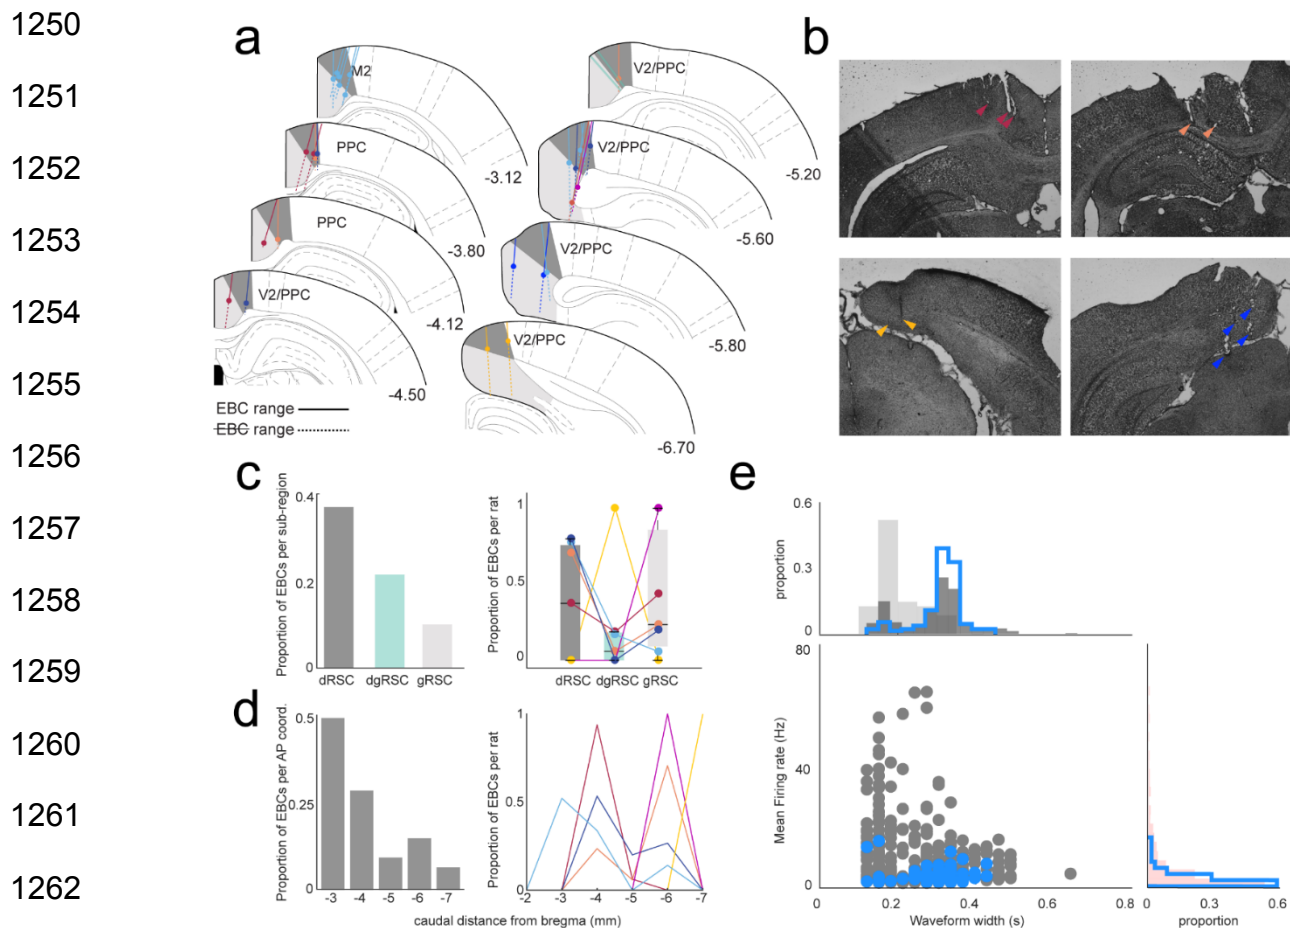 1250
1251
1252
1253
1254
1255
1256
1257
1258
1259
1260
1261
1262
a
M2
-3.12
PPC
-3.80
PPC
-4.12
V2/PPC
-4.50
V2/PPC
-5.20
V2/PPC
-5.60
V2/PPC
-5.80
V2/PPC
-6.70
EBC range
EBC range
b
c
Proportion of EBCs per sub-region
0.4
0.2
0
dRSC dgRSC gRSC
Proportion of EBCs per rat
1
0.5
0
dRSC dgRSC gRSC
d
Proportion of EBCs per AP coord.
0.5
0.25
0
-3 -4 -5 -6 -7
Proportion of EBCs per rat
1
0.5
0
-2 -3 -4 -5 -6 -7
caudal distance from bregma (mm)
e
proportion
0.6
0.3
0
Mean Firing rate (Hz)
80
40
0
0 0.2 0.4 0.6 0.8
Waveform width (s)
0 0.3 0.6
proportion